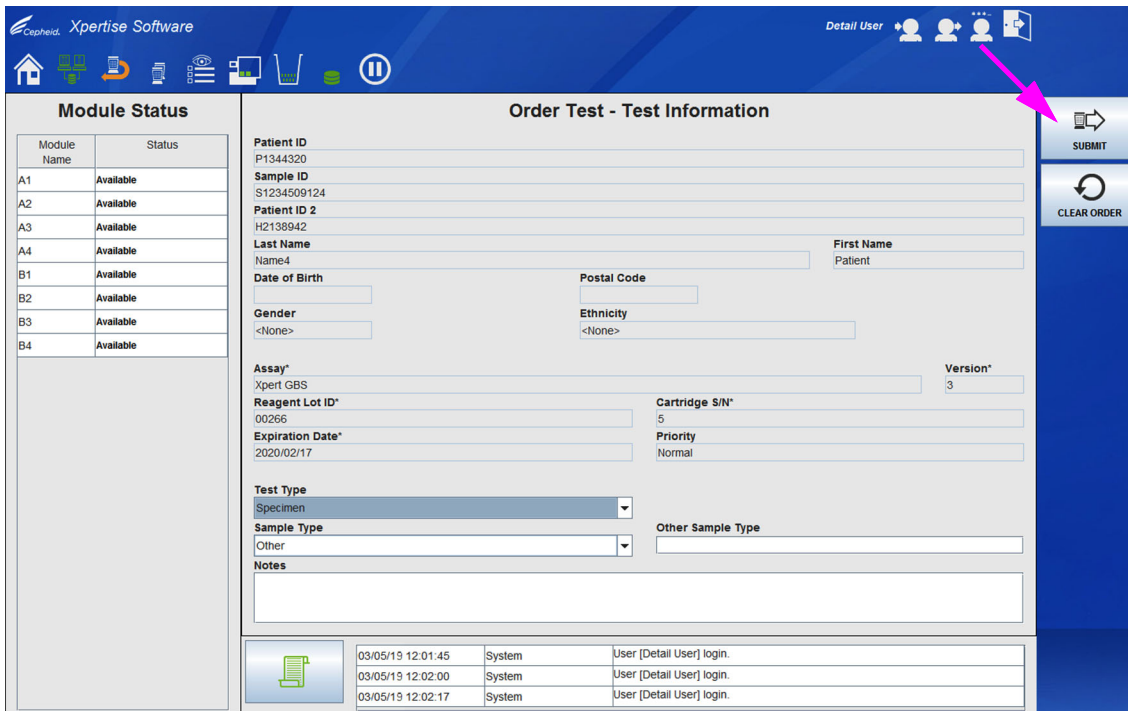 Cepheid. Xpertise Software
Detail User
Module Status
Module Name Status
A1 Available
A2 Available
A3 Available
A4 Available
B1 Available
B2 Available
B3 Available
B4 Available
Order Test - Test Information
Patient ID
P1344320
Sample ID
S1234509124
Patient ID 2
H2138942
Last Name First Name
Name4 Patient
Date of Birth Postal Code
Gender Ethnicity
<None> <None>
Assay* Version*
Xpert GBS 3
Reagent Lot ID* Cartridge S/N*
00266 5
Expiration Date* Priority
2020/02/17 Normal
Test Type
Specimen
Sample Type Other Sample Type
Other
Notes
SUBMIT
CLEAR ORDER
03/05/19 12:01:45 System User [Detail User] login.
03/05/19 12:02:00 System User [Detail User] login.
03/05/19 12:02:17 System User [Detail User] login.